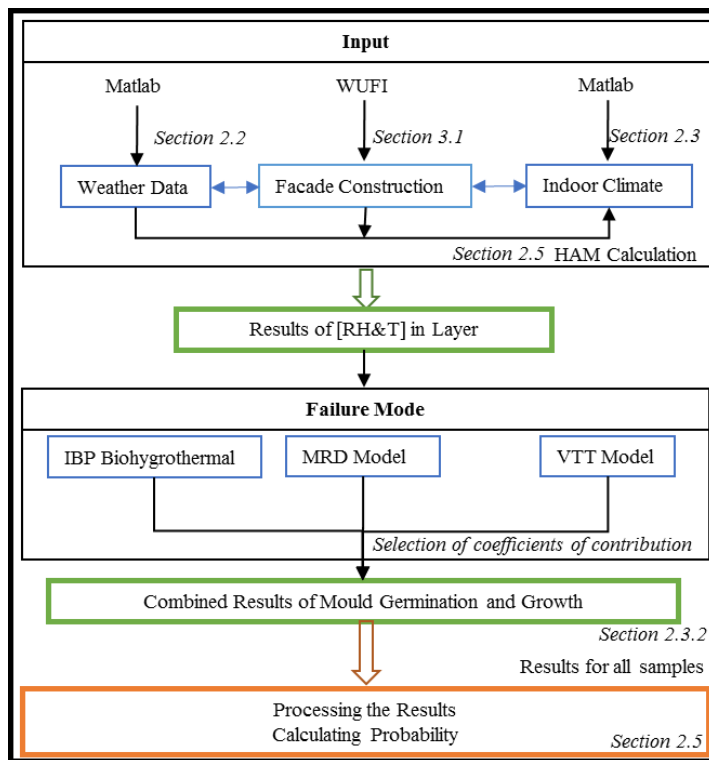 Input
Matlab
WUFI
Matlab
Section 2.2
Section 3.1
Section 2.3
Weather Data
Facade Construction
Indoor Climate
Section 2.5 HAM Calculation
Results of [RH&T] in Layer
Failure Mode
IBP Biohygrothermal
MRD Model
VTT Model
Selection of coefficients of contribution
Combined Results of Mould Germination and Growth
Section 2.3.2
Results for all samples
Processing the Results
Calculating Probability
Section 2.5